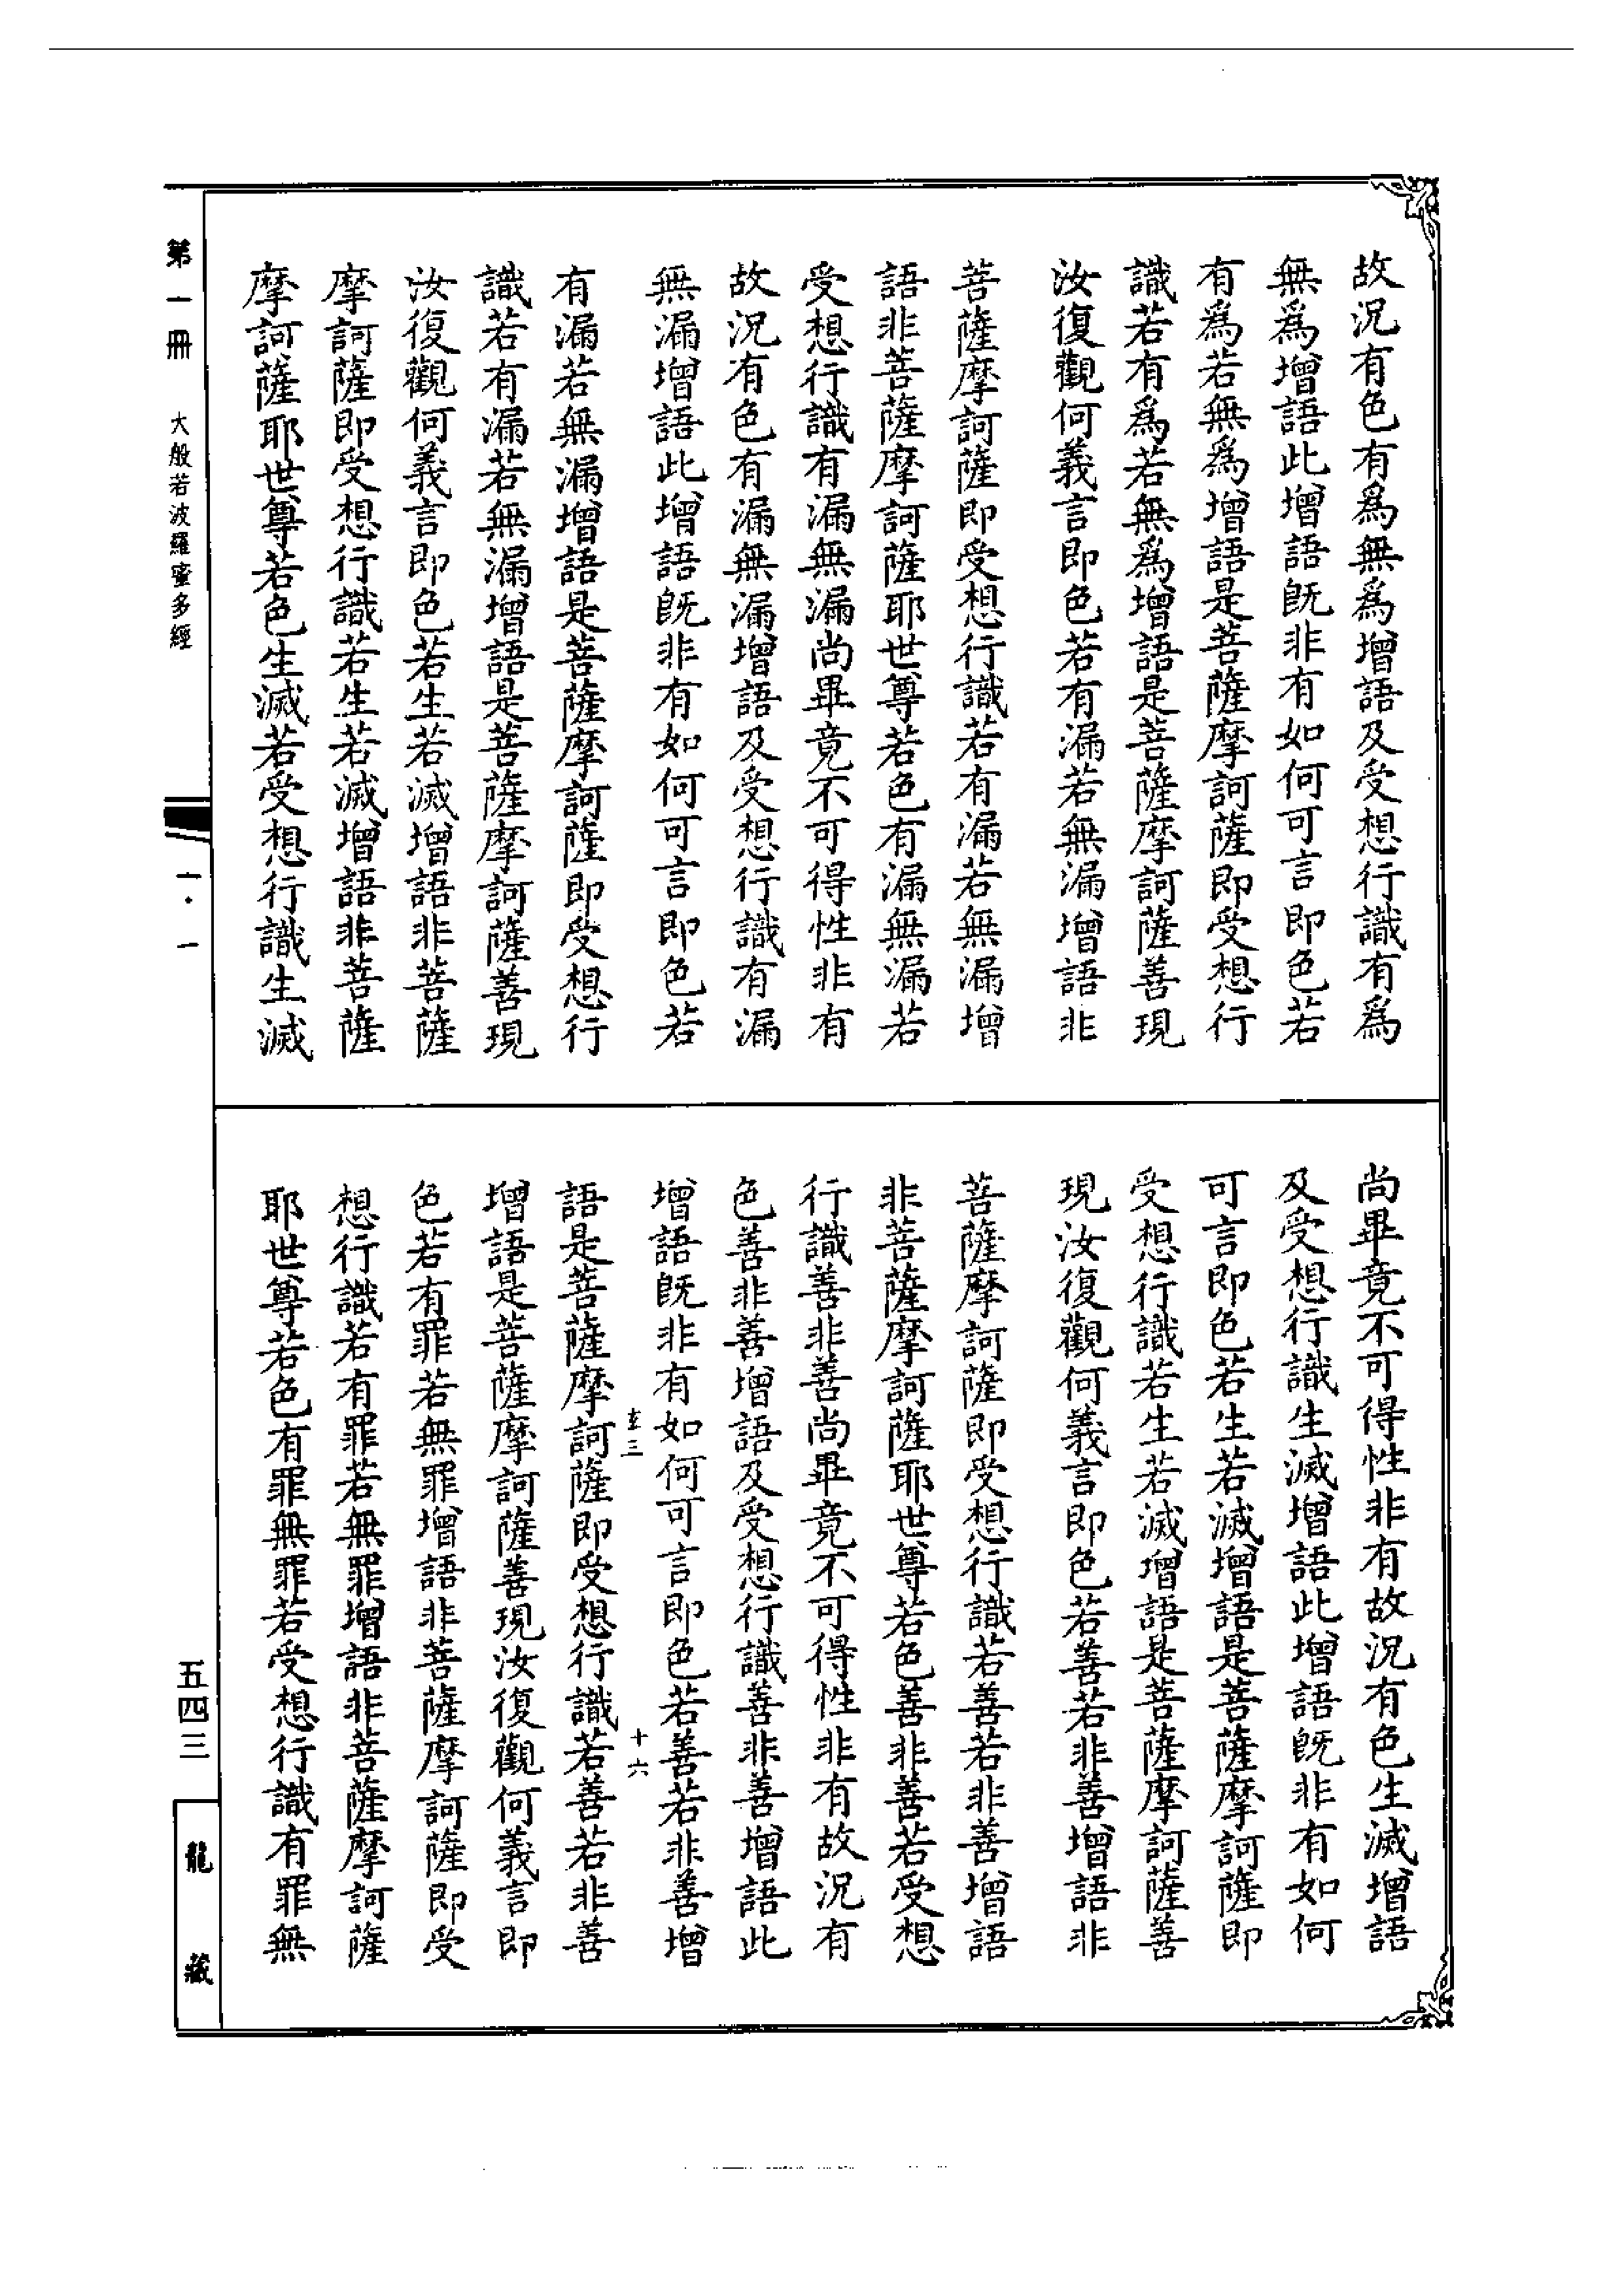 故況有色有爲無爲增語及受想行識有爲
無爲增語此增語旣非有如何可言即色若
有爲若無爲增語是菩薩摩訶薩即受想行
識若有爲若無爲增語是菩薩摩訶薩善現
汝復觀何義言即色若有漏若無漏增語非
菩薩摩訶薩即受想行識若有漏若無漏增
語非菩薩摩訶薩耶世尊若色有漏無漏若
受想行識有漏無漏尚畢竟不可得性非有
故況有色有漏無漏增語及受想行識有漏
無漏增語此增語旣非有如何可言即色若
有漏若無漏增語是菩薩摩訶薩即受想行
識若有漏若無漏增語是菩薩摩訶薩善現
汝復觀何義言即色若生若滅增語非菩薩
摩訶薩即受想行識若生若滅增語非菩薩
摩訶薩耶世尊若色生滅若受想行識生滅
尚畢竟不可得性非有故況有色生滅增語
及受想行識生滅增語此增語旣非有如何
可言即色若生若滅增語是菩薩摩訶薩即
受想行識若生若滅增語是菩薩摩訶薩善
現汝復觀何義言即色若善若非善增語非
菩薩摩訶薩即受想行識若善若非善增語
非菩薩摩訶薩耶世尊若色善非善若受想
行識善非善尚畢竟不可得性非有故況有
色善非善增語及受想行識善非善增語此
增語旣非有如何可言即色若善若非善增
語是菩薩摩訶薩即受想行識若善若非善
增語是菩薩摩訶薩善現汝復觀何義言即
色若有罪若無罪增語非菩薩摩訶薩即受
想行識若有罪若無罪增語非菩薩摩訶薩
耶世尊若色有罪無罪若受想行識有罪無
三
十六
第一冊
大般若波羅蜜多經
一·一
五四三
龍藏